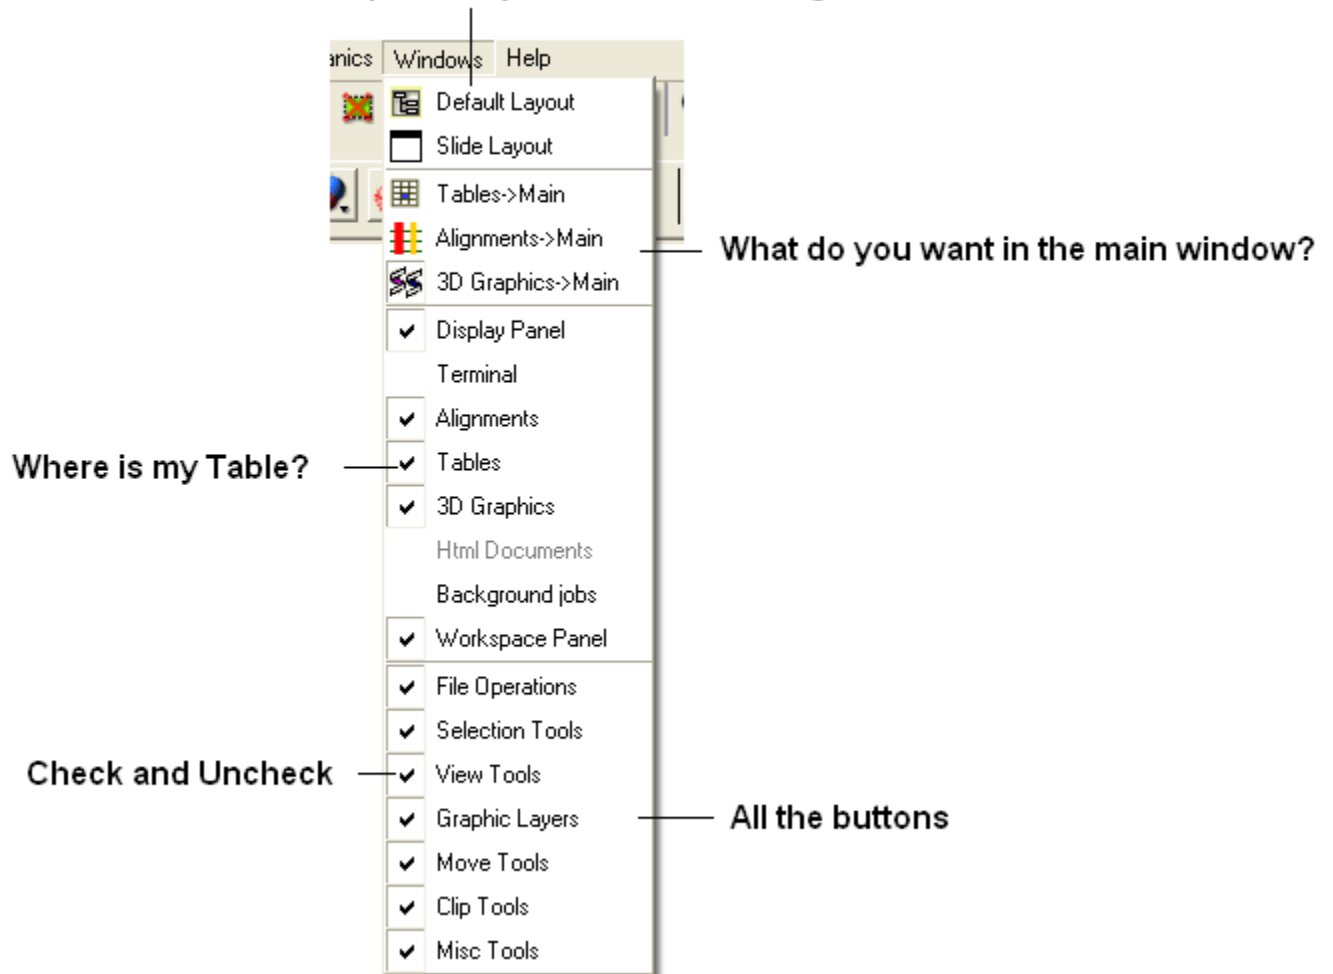 Windows Help
Default Layout
Slide Layout
Tables->Main
Alignments->Main
What do you want in the main window?
3D Graphics->Main
Display Panel
Terminal
Alignments
Where is my Table?
Tables
3D Graphics
Html Documents
Background jobs
Workspace Panel
File Operations
Selection Tools
Check and Uncheck
View Tools
Graphic Layers
All the buttons
Move Tools
Clip Tools
Misc Tools